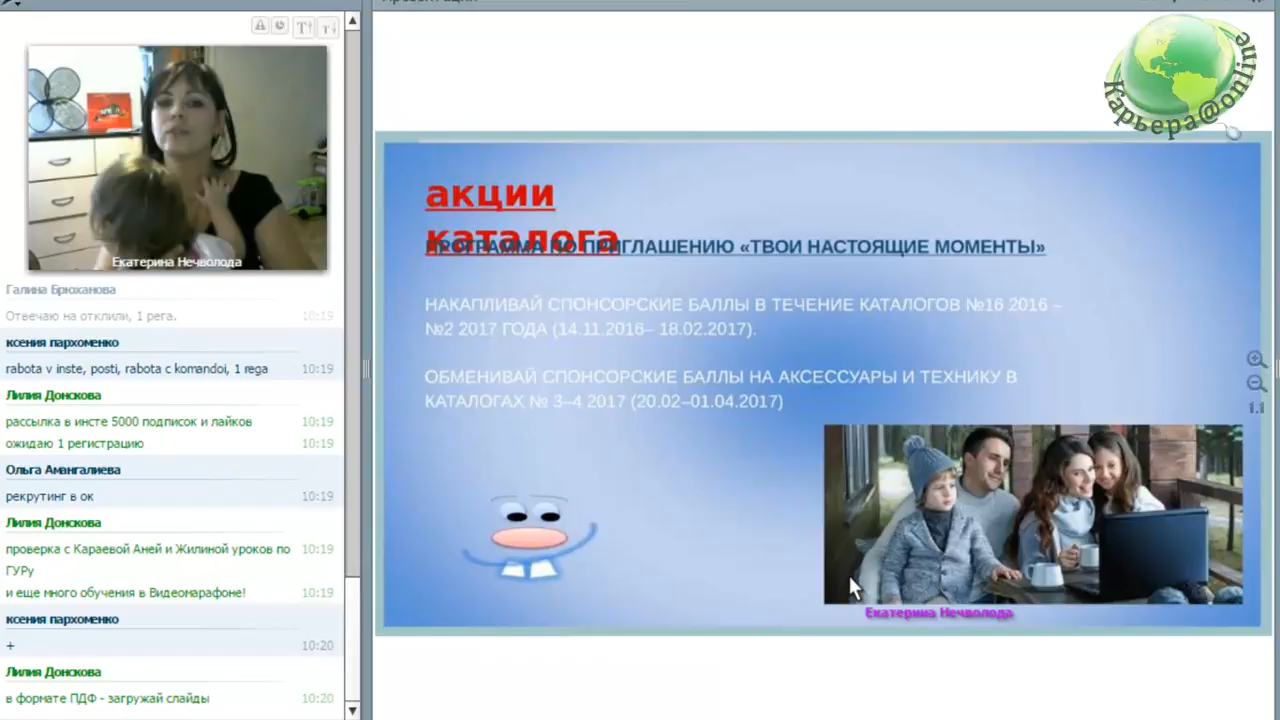 Екатерина Нечволода
Галина Брюханова
Отвечаю на отклили, 1 рега. 10:19
ксения пархоменко
rabota v inste, posti, rabota c komandoi, 1 rega 10:19
Лилия Донскова
рассылка в инсте 5000 подписок и лайков 10:19
ожидаю 1 регистрацию 10:19
Ольга Амангалиева
рекрутинг в ок 10:19
Лилия Донскова
проверка с Караевой Аней и Жилиной уроков по 10:19
ГУРу
и еще много обучения в Видеомарафоне! 10:19
ксения пархоменко
+ 10:20
Лилия Донскова
в формате ПДФ - загружай слайды 10:20
Карьера@online
акции
каталога
ПРОГРАММА ПО ПРИГЛАШЕНИЮ «ТВОИ НАСТОЯЩИЕ МОМЕНТЫ»
НАКАПЛИВАЙ СПОНСОРСКИЕ БАЛЛЫ В ТЕЧЕНИЕ КАТАЛОГОВ №16 2016 –
№2 2017 ГОДА (14.11.2016– 18.02.2017).
ОБМЕНИВАЙ СПОНСОРСКИЕ БАЛЛЫ НА АКСЕССУАРЫ И ТЕХНИКУ В
КАТАЛОГАХ № 3–4 2017 (20.02–01.04.2017)
Екатерина Нечволода
1:1